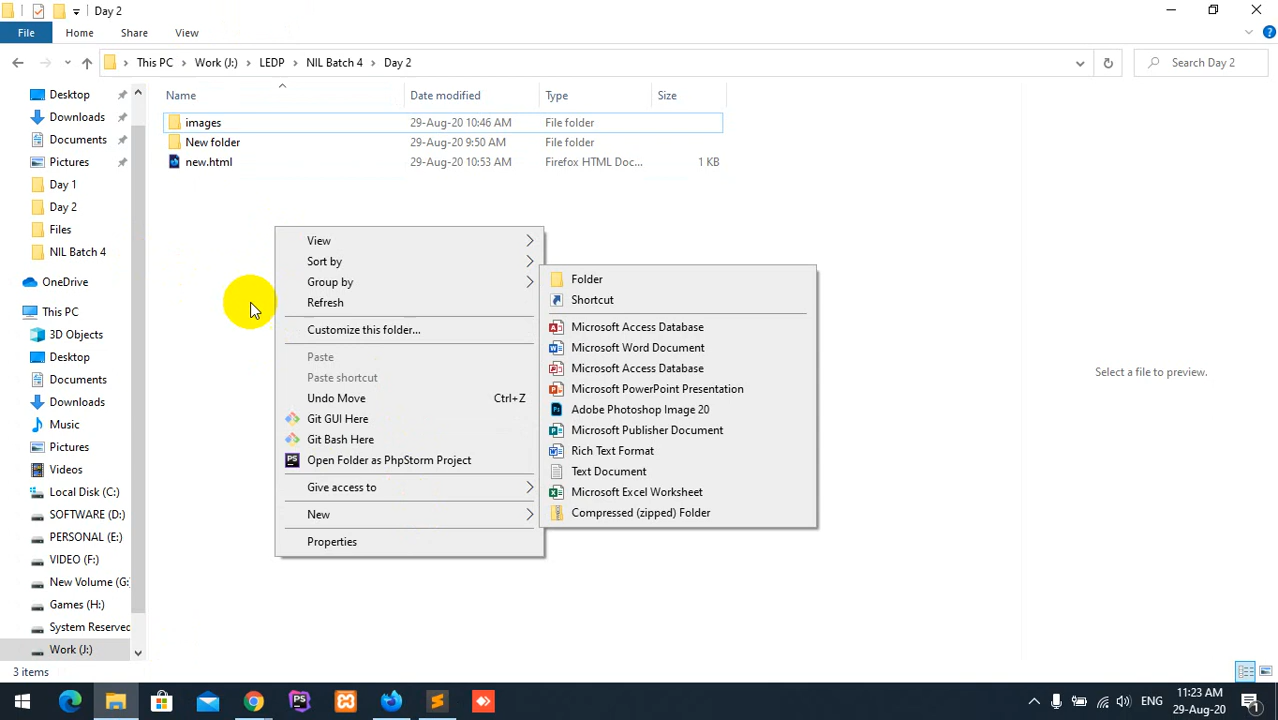 Day 2
File Home Share View
This PC Work (J:) LEDP NIL Batch 4 Day 2
Search Day 2
Name Date modified Type Size
images 29-Aug-20 10:46 AM File folder
New folder 29-Aug-20 9:50 AM File folder
new.html 29-Aug-20 10:53 AM Firefox HTML Doc... 1 KB
Desktop
Downloads
Documents
Pictures
Day 1
Day 2
Files
NIL Batch 4
OneDrive
This PC
3D Objects
Desktop
Documents
Downloads
Music
Pictures
Videos
Local Disk (C:)
SOFTWARE (D:)
PERSONAL (E:)
VIDEO (F:)
New Volume (G:
Games (H:)
System Reserved
Work (J:)
View
Sort by
Group by
Refresh
Customize this folder...
Paste
Paste shortcut
Undo Move Ctrl+Z
Git GUI Here
Git Bash Here
Open Folder as PhpStorm Project
Give access to
New
Properties
Folder
Shortcut
Microsoft Access Database
Microsoft Word Document
Microsoft Access Database
Microsoft PowerPoint Presentation
Adobe Photoshop Image 20
Microsoft Publisher Document
Rich Text Format
Text Document
Microsoft Excel Worksheet
Compressed (zipped) Folder
Select a file to preview.
3 items
ENG
11:23 AM
29-Aug-20
1